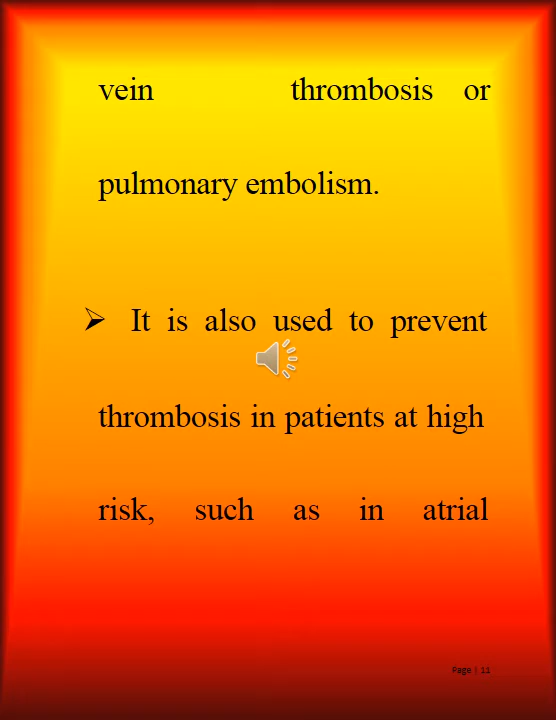 vein thrombosis or
pulmonary embolism.
➢ It is also used to prevent
thrombosis in patients at high
risk, such as in atrial
Page | 11